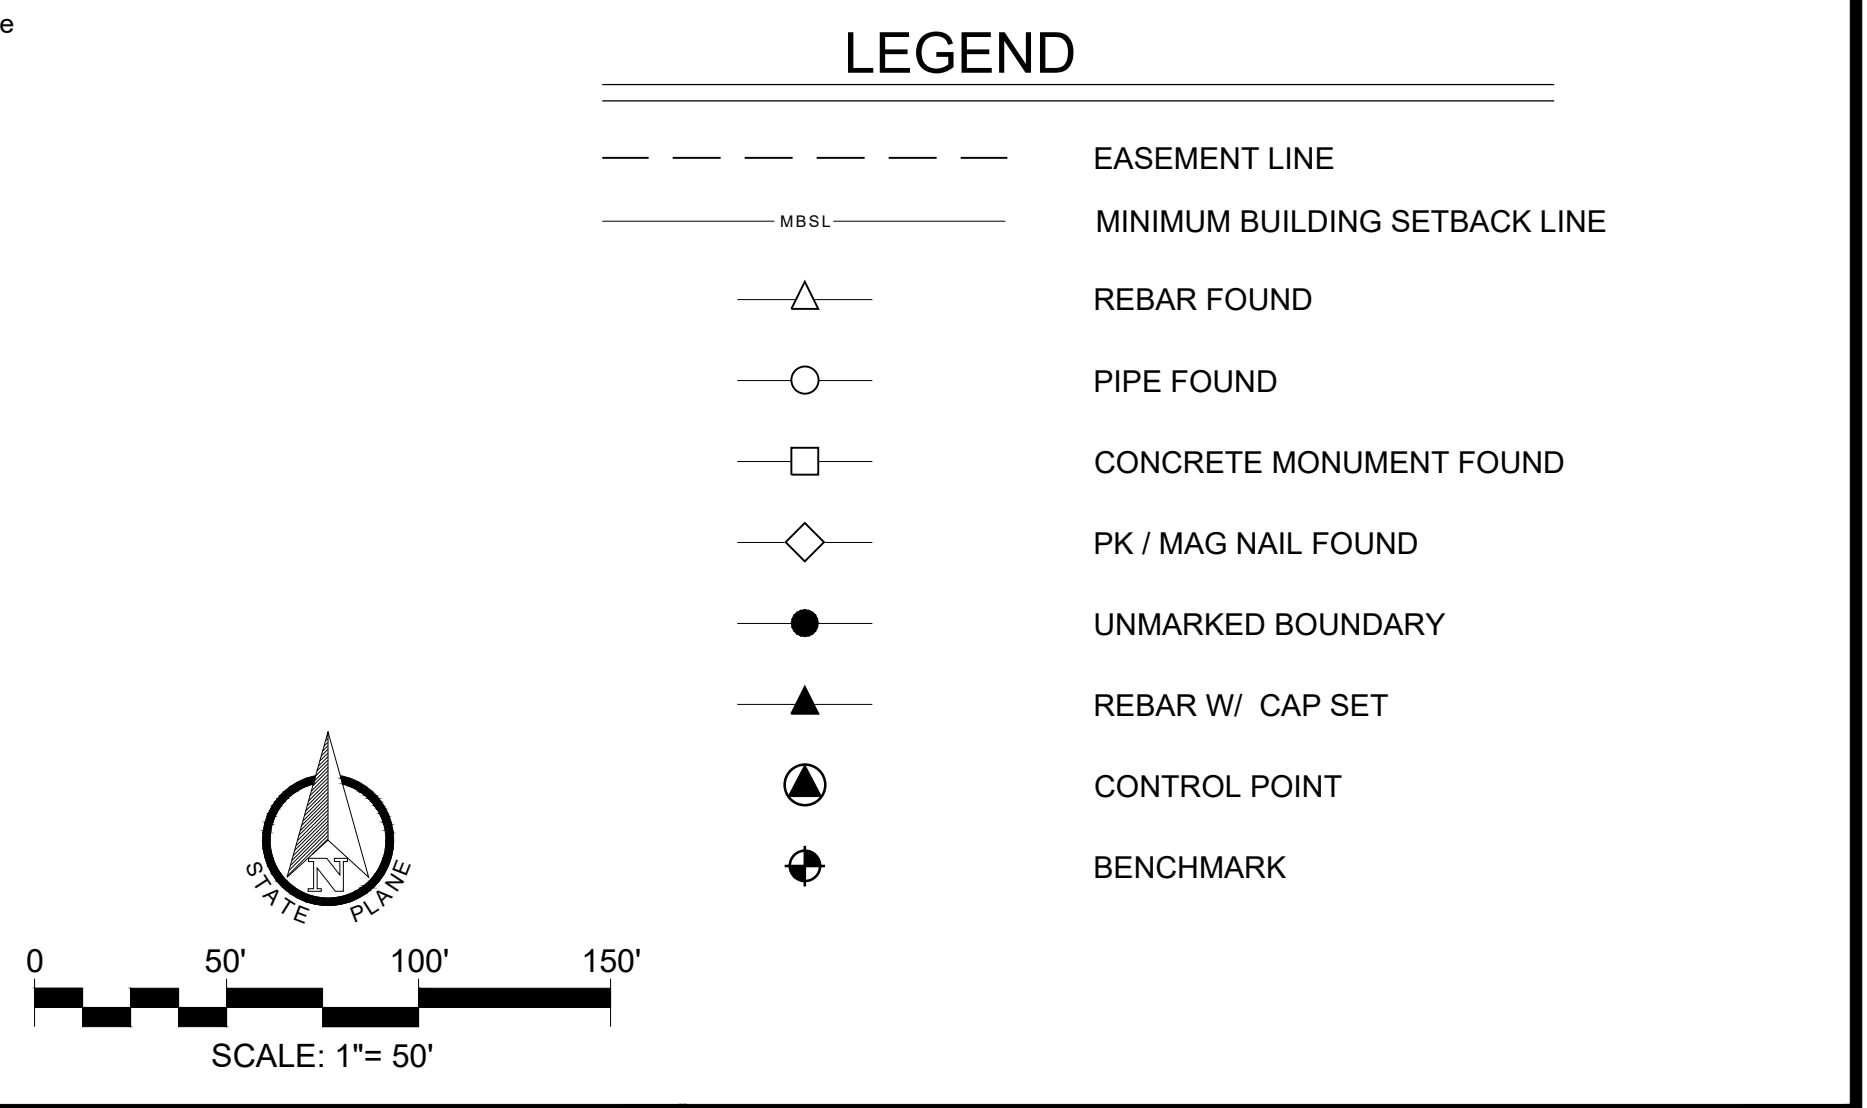 e
LEGEND
EASEMENT LINE
MBSL MINIMUM BUILDING SETBACK LINE
REBAR FOUND
PIPE FOUND
CONCRETE MONUMENT FOUND
PK / MAG NAIL FOUND
UNMARKED BOUNDARY
REBAR W/ CAP SET
CONTROL POINT
BENCHMARK
N
STATE PLANE
0 50' 100' 150'
SCALE: 1"= 50'